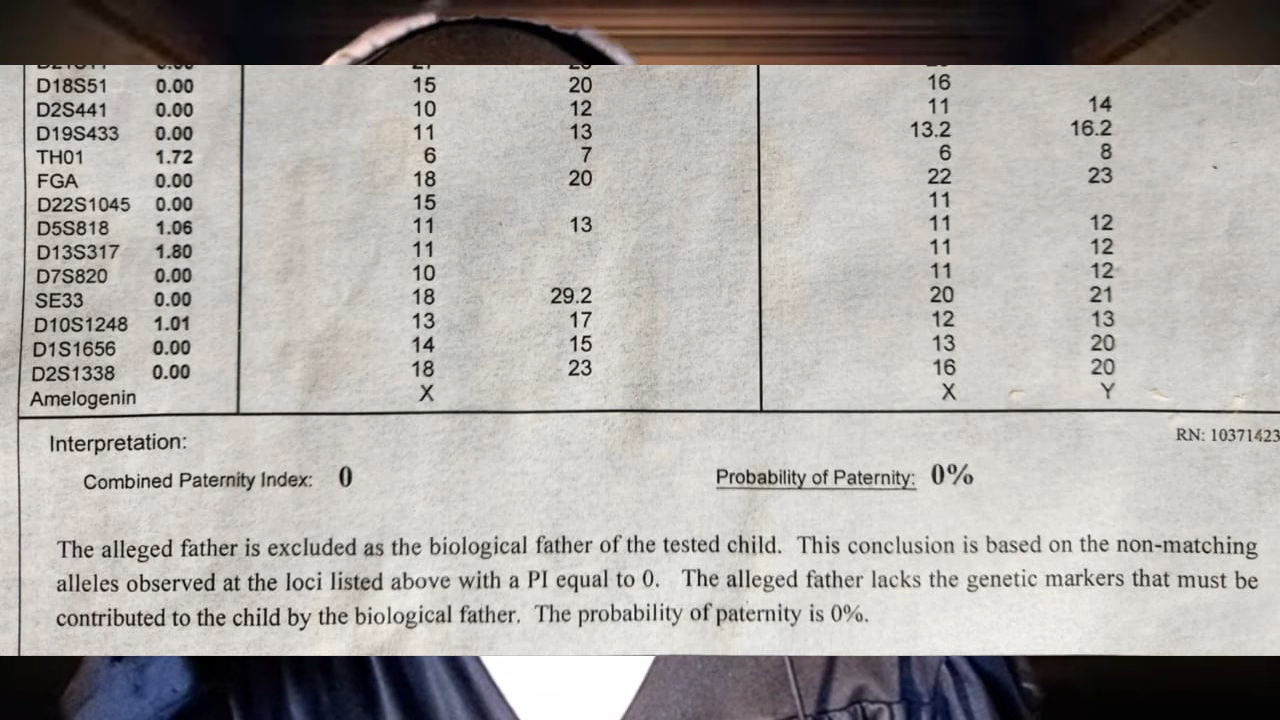 D18S51 0.00 15 20 16
D2S441 0.00 10 12 11 14
D19S433 0.00 11 13 13.2 16.2
TH01 1.72 6 7 6 8
FGA 0.00 18 20 22 23
D22S1045 0.00 15 11
D5S818 1.06 11 13 11 12
D13S317 1.80 11 11 12
D7S820 0.00 10 11 12
SE33 0.00 18 29.2 20 21
D10S1248 1.01 13 17 12 13
D1S1656 0.00 14 15 13 20
D2S1338 0.00 18 23 16 20
Amelogenin X X Y
Interpretation:
RN: 10371423
Combined Paternity Index: 0 Probability of Paternity: 0%
The alleged father is excluded as the biological father of the tested child. This conclusion is based on the non-matching
alleles observed at the loci listed above with a PI equal to 0. The alleged father lacks the genetic markers that must be
contributed to the child by the biological father. The probability of paternity is 0%.